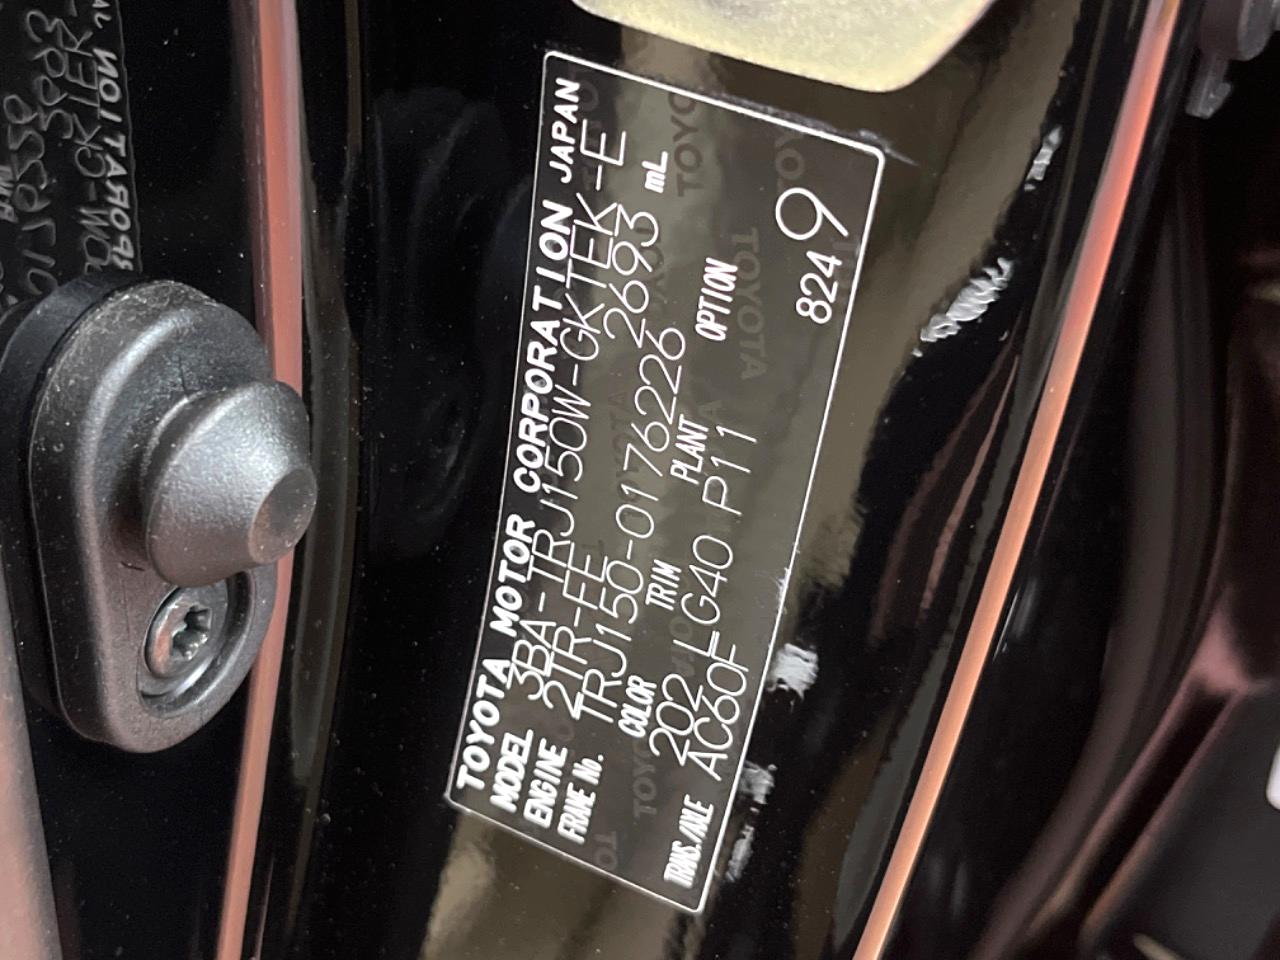 TOYOTA MOTOR CORPORATION JAPAN
MODEL 3BA-TRJ150W-GKTEK-E
ENGINE 2TR-FE 2693 mL
FRAME No. TRJ150-0176226
COLOR TRIM PLANT OPTION
202 LG40 P11
TRANS./AXLE AC60F
824 9